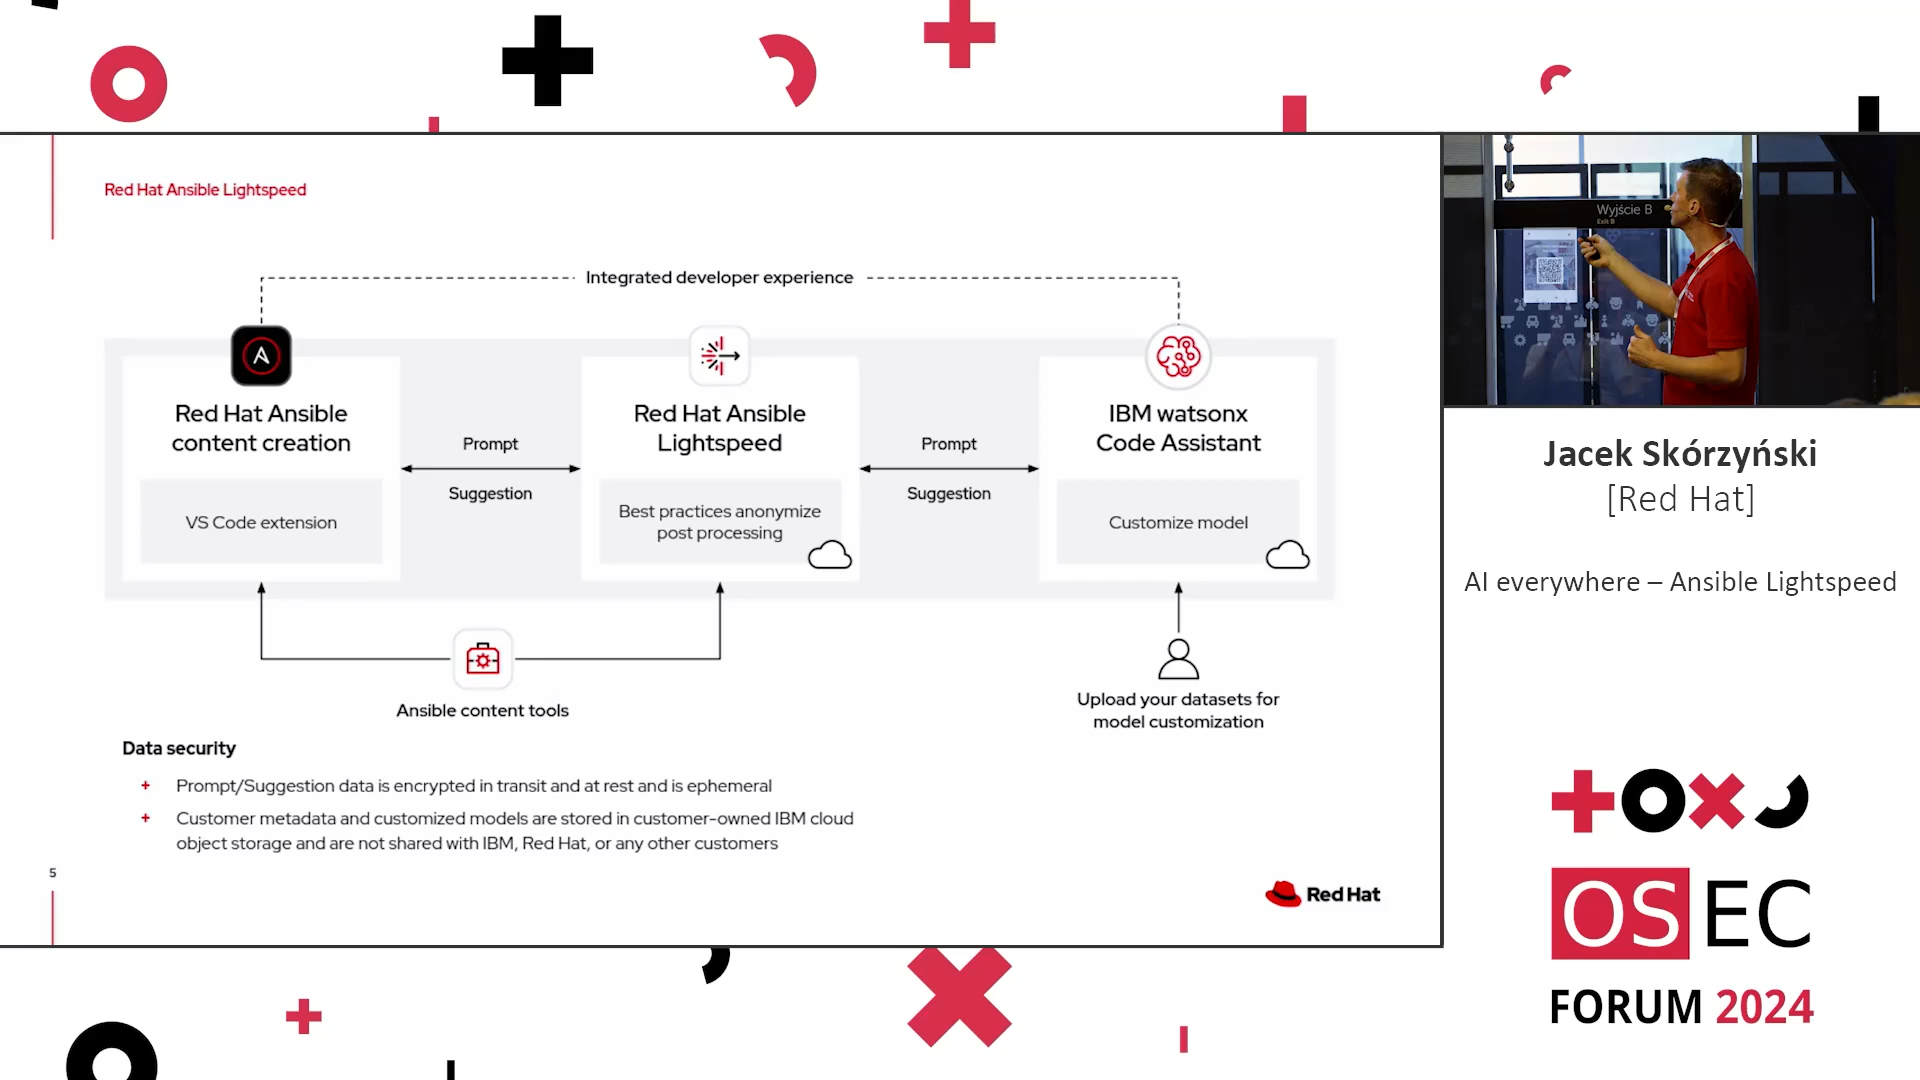 Red Hat Ansible Lightspeed
Integrated developer experience
Red Hat Ansible
content creation
VS Code extension
Prompt
Suggestion
Red Hat Ansible
Lightspeed
Best practices anonymize
post processing
Prompt
Suggestion
IBM watsonx
Code Assistant
Customize model
Ansible content tools
Upload your datasets for
model customization
Data security
+ Prompt/Suggestion data is encrypted in transit and at rest and is ephemeral
+ Customer metadata and customized models are stored in customer-owned IBM cloud
object storage and are not shared with IBM, Red Hat, or any other customers
5
Red Hat
Wyjście B
Exit B
Jacek Skórzyński
[Red Hat]
AI everywhere – Ansible Lightspeed
OSEC
FORUM 2024